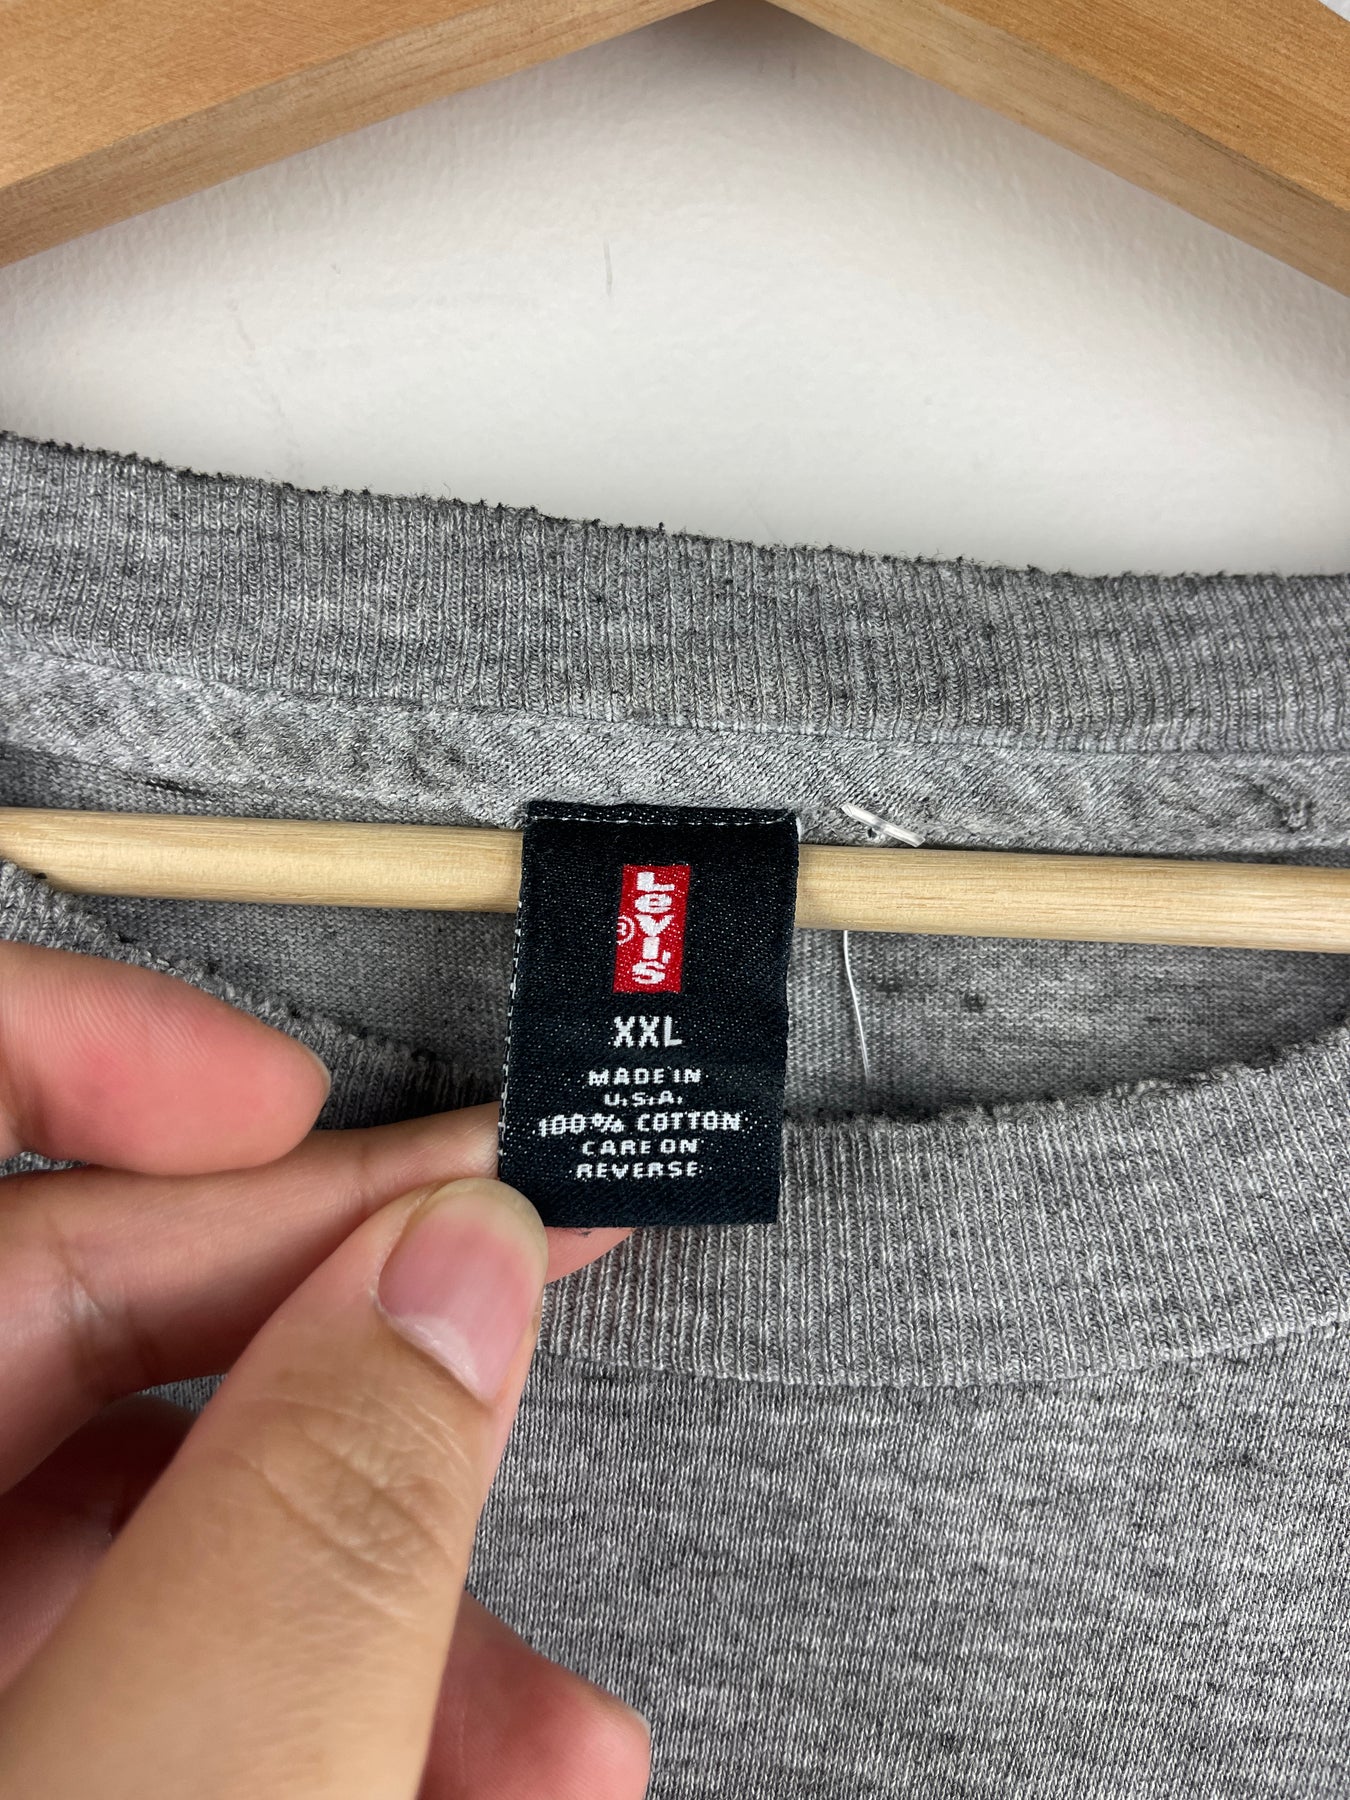 Levi's
®
XXL
MADE IN
U.S.A.
100% COTTON
CARE ON
REVERSE